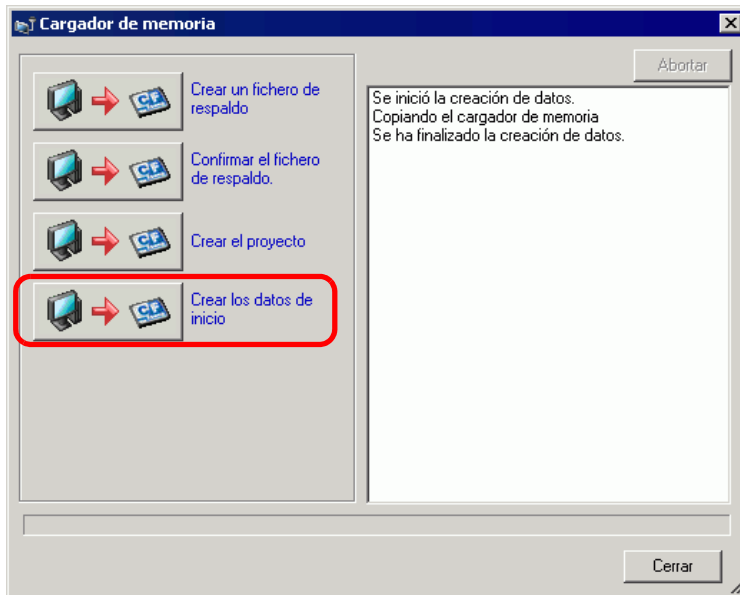 Cargador de memoria
Abortar
Crear un fichero de
respaldo
Confirmar el fichero
de respaldo.
Crear el proyecto
Crear los datos de
inicio
Se inició la creación de datos.
Copiando el cargador de memoria
Se ha finalizado la creación de datos.
Cerrar